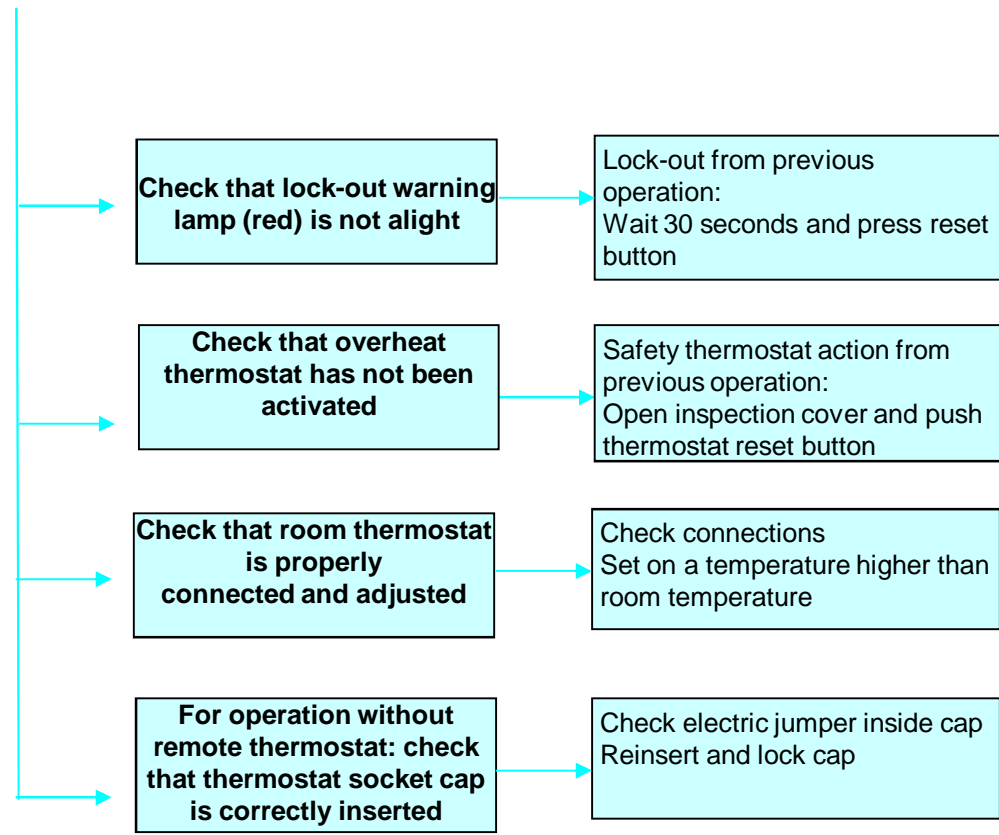 Check that lock-out warning
lamp (red) is not alight
Lock-out from previous
operation:
Wait 30 seconds and press reset
button
Check that overheat
thermostat has not been
activated
Safety thermostat action from
previous operation:
Open inspection cover and push
thermostat reset button
Check that room thermostat
is properly
connected and adjusted
Check connections
Set on a temperature higher than
room temperature
For operation without
remote thermostat: check
that thermostat socket cap
is correctly inserted
Check electric jumper inside cap
Reinsert and lock cap